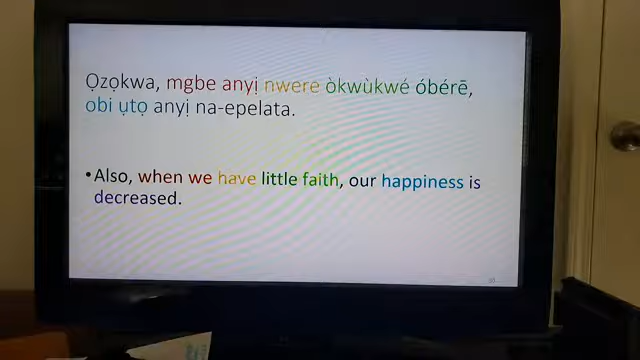 Ọzọkwa, mgbe anyị nwere òkwùkwé óbérē,
obi ụtọ anyị na-epelata.
•Also, when we have little faith, our happiness is
decreased.